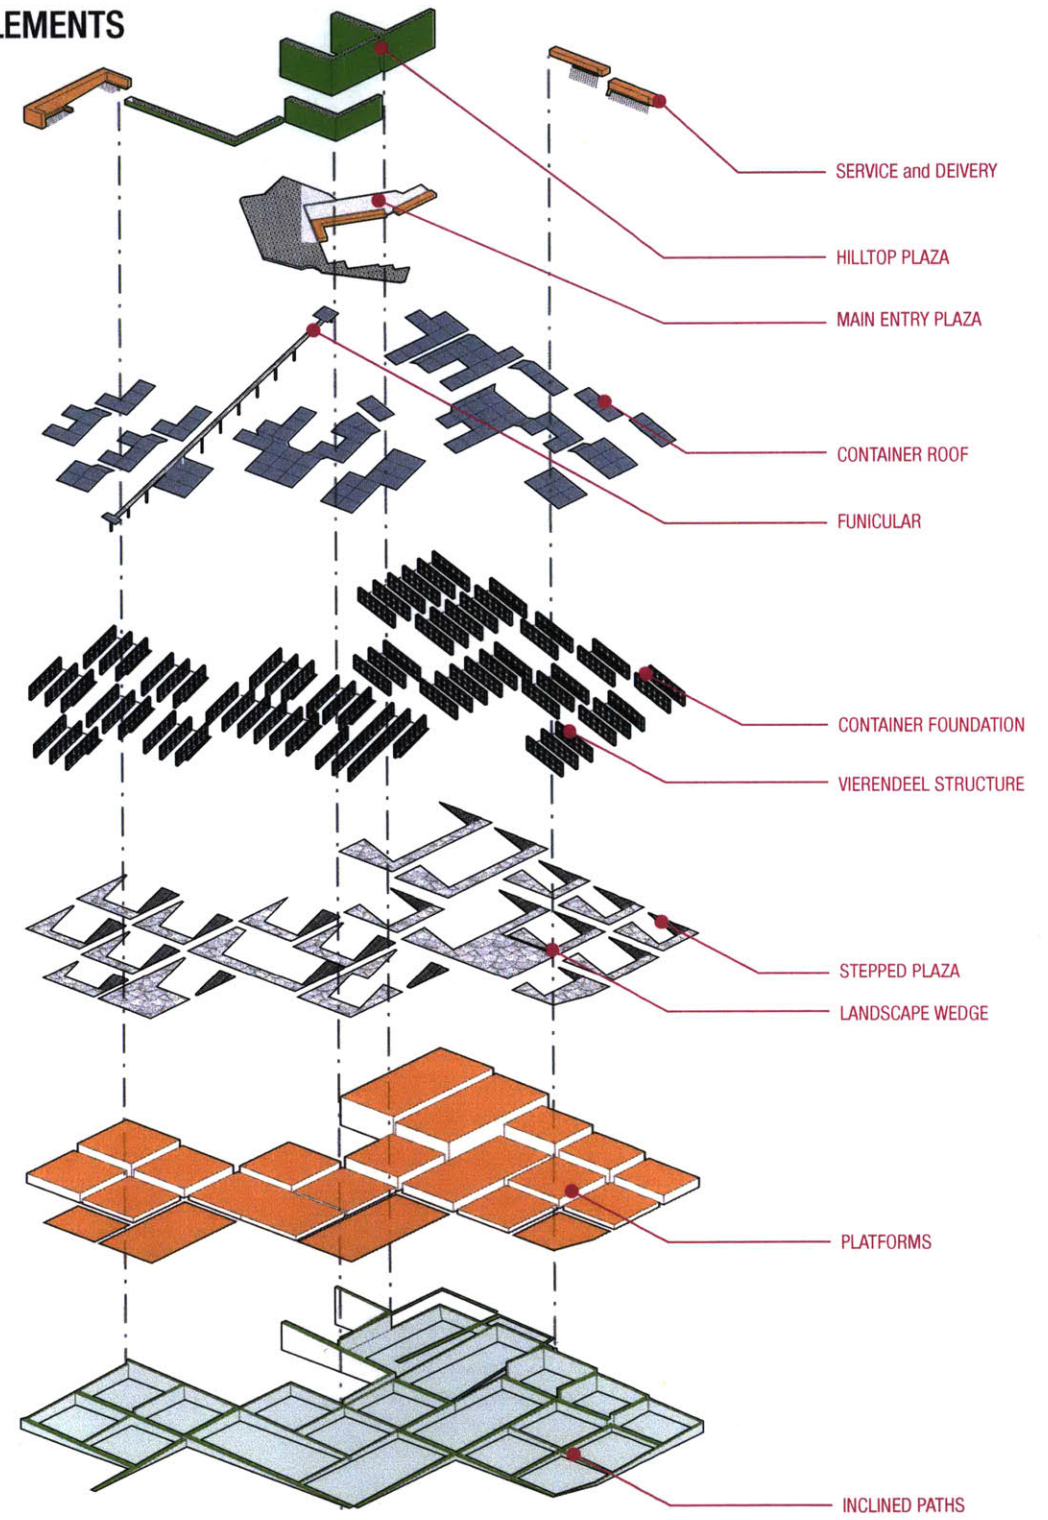 LEMENTS
SERVICE and DEIVERY
HILLTOP PLAZA
MAIN ENTRY PLAZA
CONTAINER ROOF
FUNICULAR
CONTAINER FOUNDATION
VIERENDEEL STRUCTURE
STEPPED PLAZA
LANDSCAPE WEDGE
PLATFORMS
INCLINED PATHS